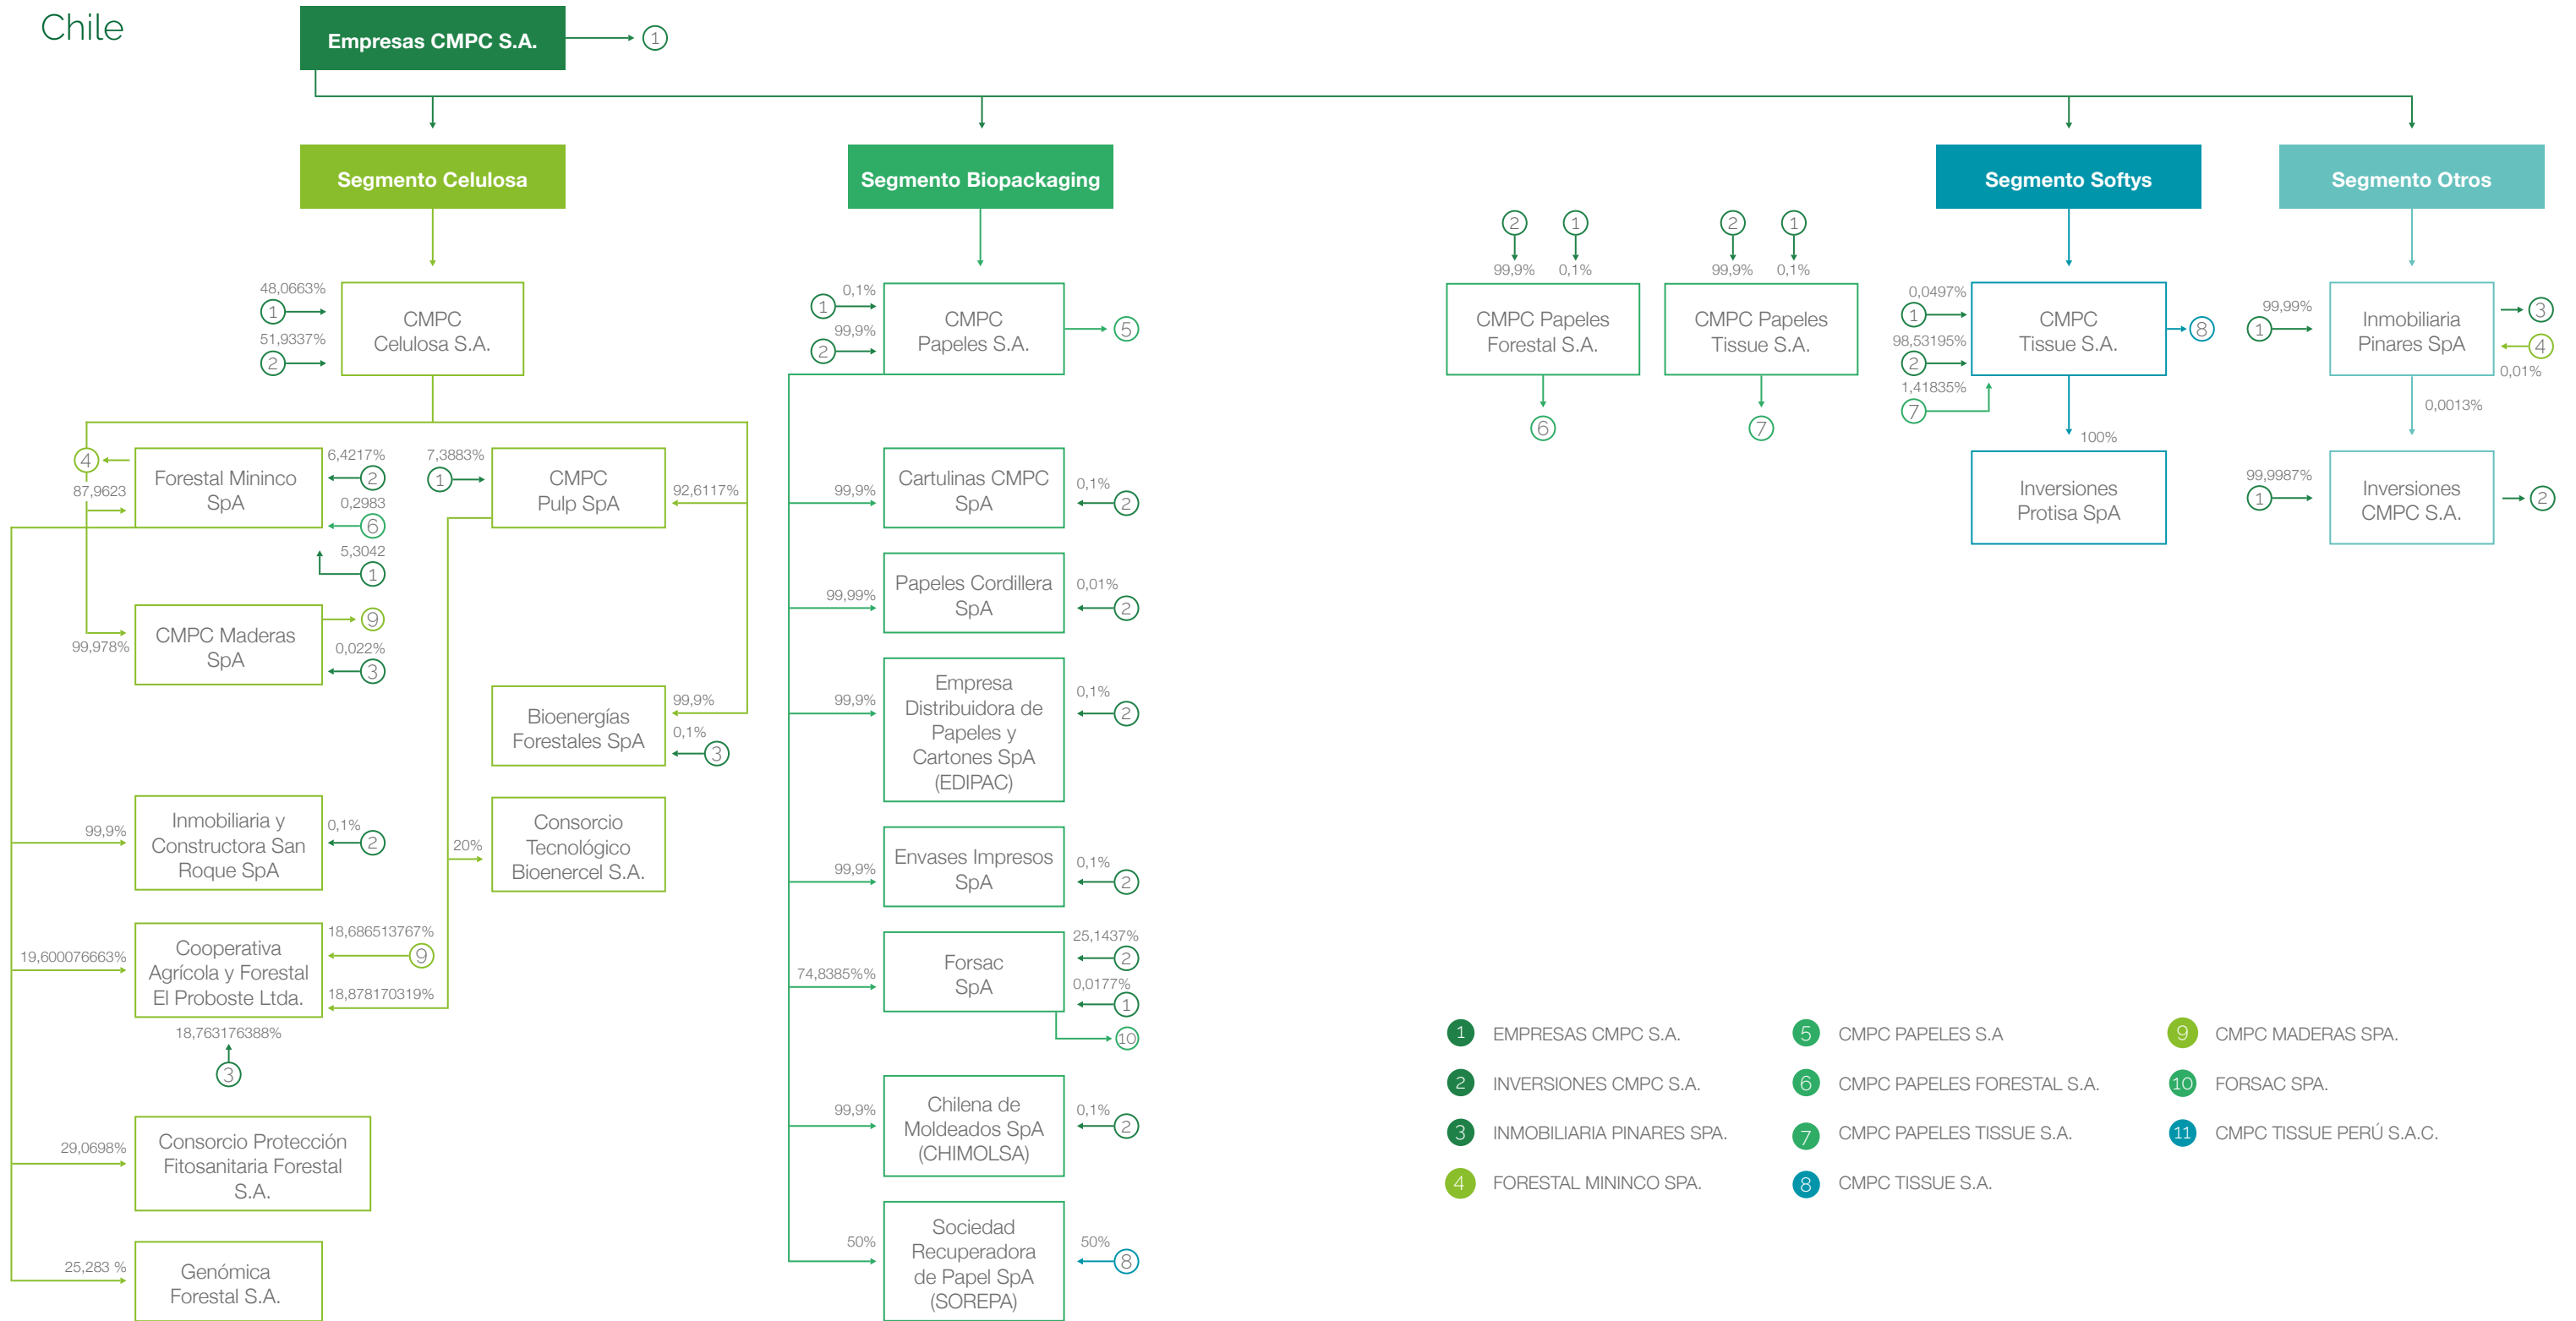 Chile
Empresas CMPC S.A.
1
Segmento Celulosa
Segmento Biopackaging
Segmento Softys
Segmento Otros
48,0663%
1
51,9337%
2
CMPC
Celulosa S.A.
4
87,9623
Forestal Mininco
SpA
6,4217%
2
0,2983
6
5,3042
1
7,3883%
1
CMPC
Pulp SpA
92,6117%
99,978%
CMPC Maderas
SpA
9
0,022%
3
Bioenergías
Forestales SpA
99,9%
0,1%
3
99,9%
Inmobiliaria y
Constructora San
Roque SpA
0,1%
2
20%
Consorcio
Tecnológico
Bioenercel S.A.
19,600076663%
Cooperativa
Agrícola y Forestal
El Proboste Ltda.
18,686513767%
9
18,878170319%
18,763176388%
3
29,0698%
Consorcio Protección
Fitosanitaria Forestal
S.A.
25,283 %
Genómica
Forestal S.A.
0,1%
1
99,9%
2
CMPC
Papeles S.A.
5
99,9%
Cartulinas CMPC
SpA
0,1%
2
99,99%
Papeles Cordillera
SpA
0,01%
2
99,9%
Empresa
Distribuidora de
Papeles y
Cartones SpA
(EDIPAC)
0,1%
2
99,9%
Envases Impresos
SpA
0,1%
2
74,8385%%
Forsac
SpA
25,1437%
2
0,0177%
1
10
99,9%
Chilena de
Moldeados SpA
(CHIMOLSA)
0,1%
2
50%
Sociedad
Recuperadora
de Papel SpA
(SOREPA)
50%
8
2
1
99,9%
0,1%
CMPC Papeles
Forestal S.A.
6
2
1
99,9%
0,1%
CMPC Papeles
Tissue S.A.
7
0,0497%
1
98,53195%
2
1,41835%
7
CMPC
Tissue S.A.
8
100%
Inversiones
Protisa SpA
99,99%
1
Inmobiliaria
Pinares SpA
3
4
0,01%
0,0013%
99,9987%
1
Inversiones
CMPC S.A.
2
1 EMPRESAS CMPC S.A.
2 INVERSIONES CMPC S.A.
3 INMOBILIARIA PINARES SPA.
4 FORESTAL MININCO SPA.
5 CMPC PAPELES S.A
6 CMPC PAPELES FORESTAL S.A.
7 CMPC PAPELES TISSUE S.A.
8 CMPC TISSUE S.A.
9 CMPC MADERAS SPA.
10 FORSAC SPA.
11 CMPC TISSUE PERÚ S.A.C.